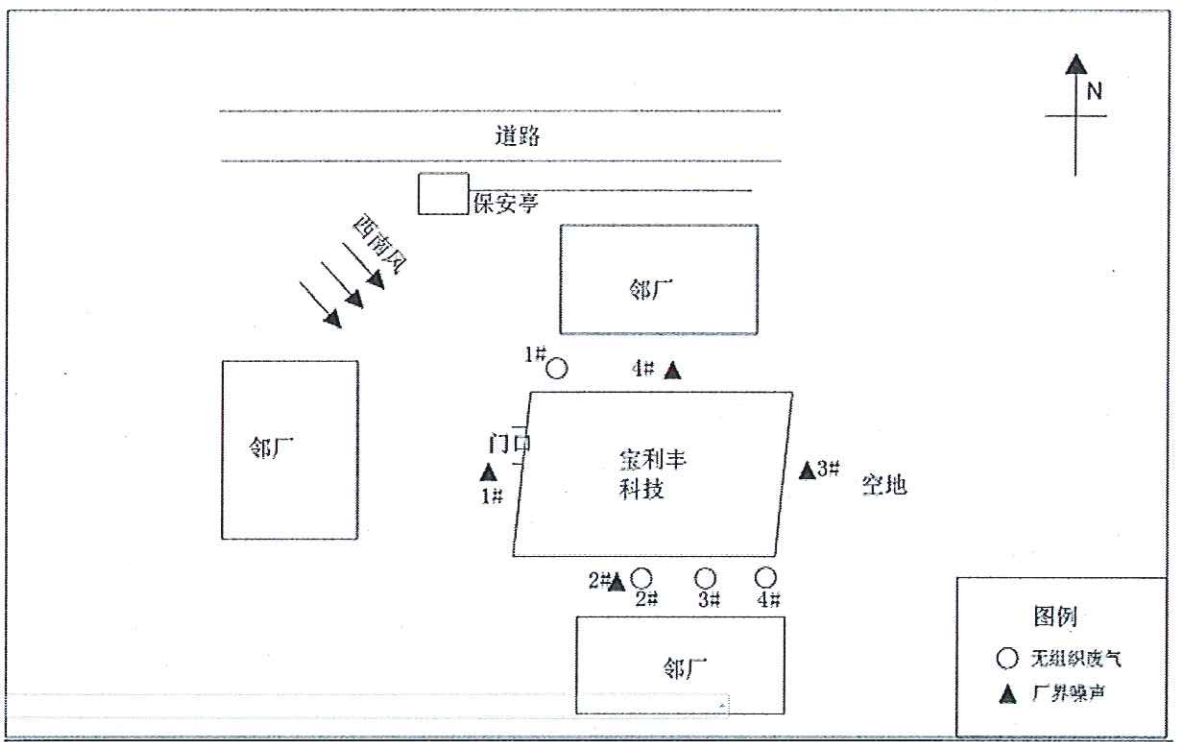 道路
N
保安亭
西南风
邻厂
1#
4#
邻厂
门口
宝利丰
科技
3#
空地
1#
2#
2#
3#
4#
邻厂
图例
无组织废气
厂界噪声